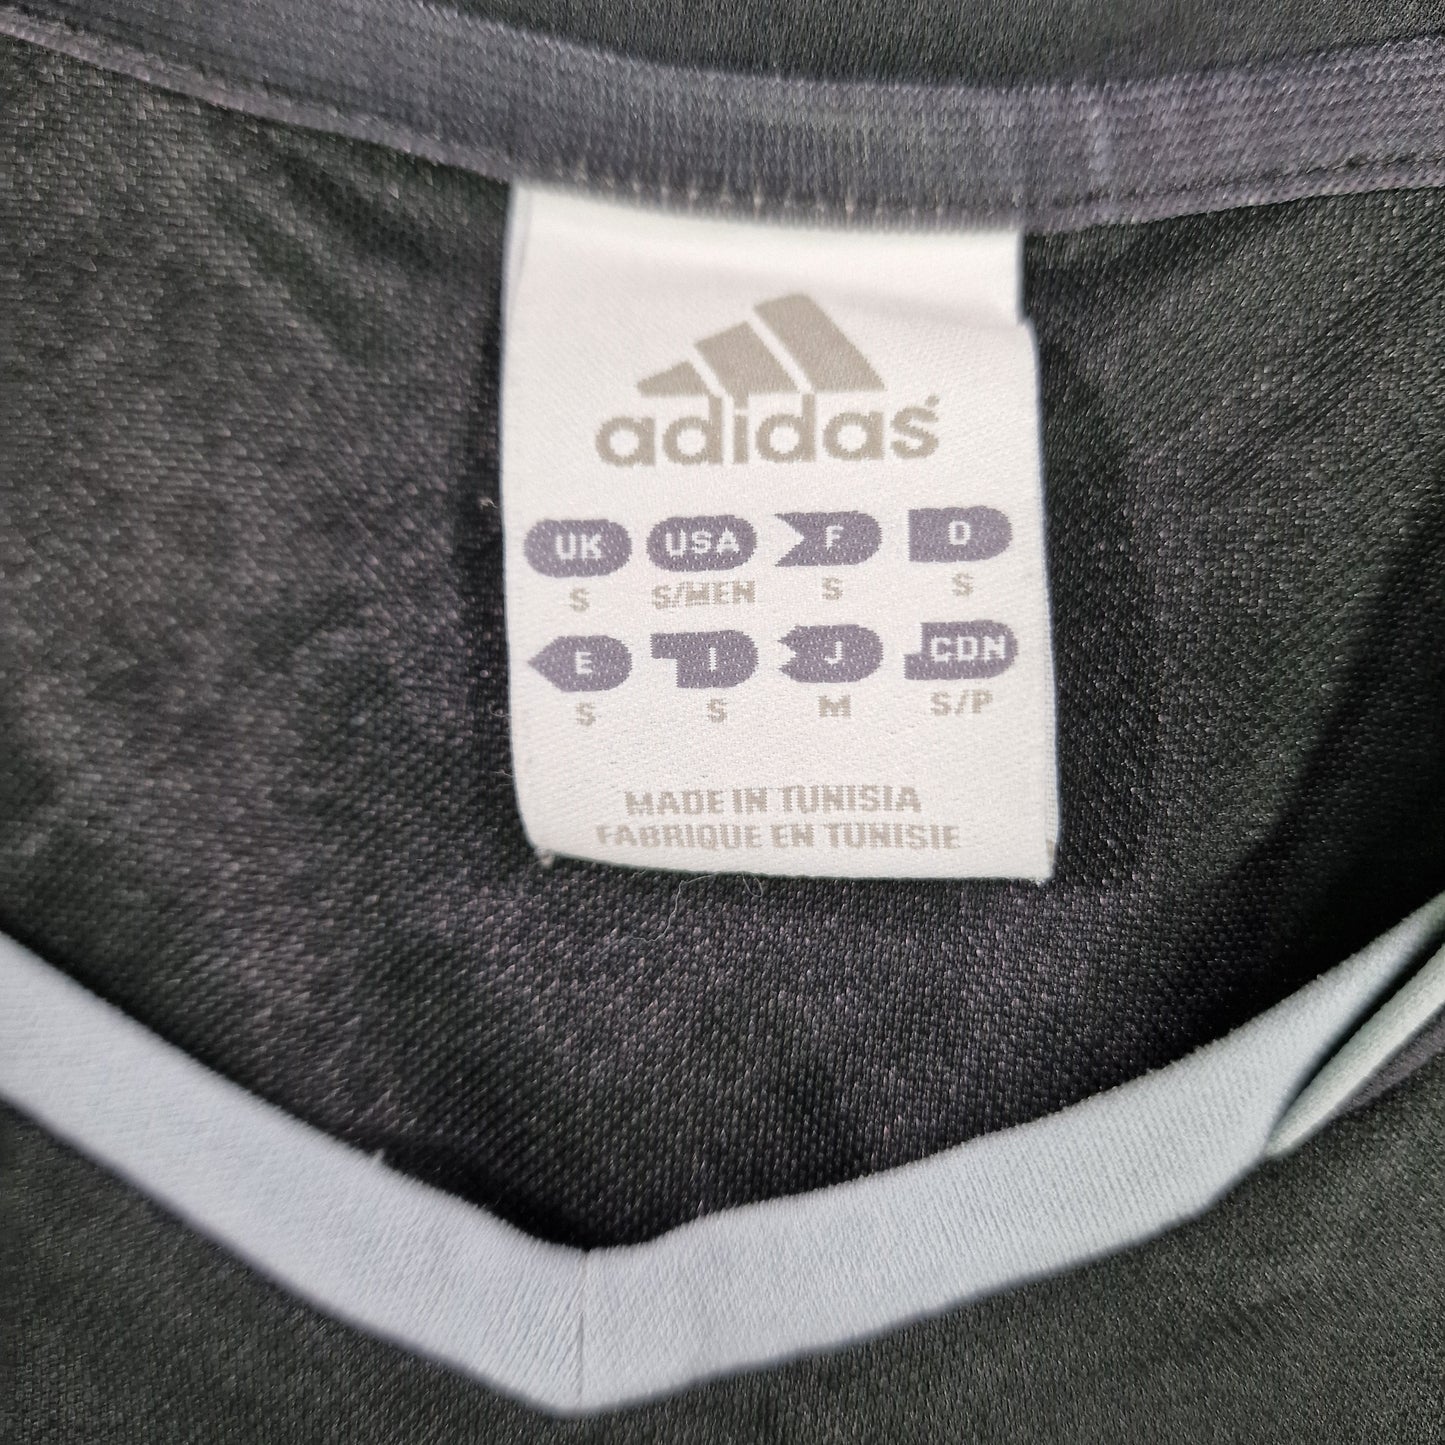 adidas
UK USA F D
S S/MEN S S
E I J CDN
S S M S/P
MADE IN TUNISIA
FABRIQUE EN TUNISIE